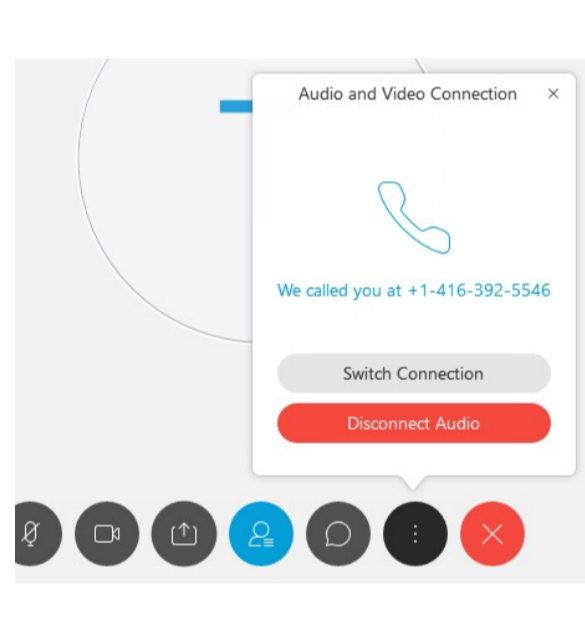 Audio and Video Connection
We called you at +1-416-392-5546
Switch Connection
Disconnect Audio